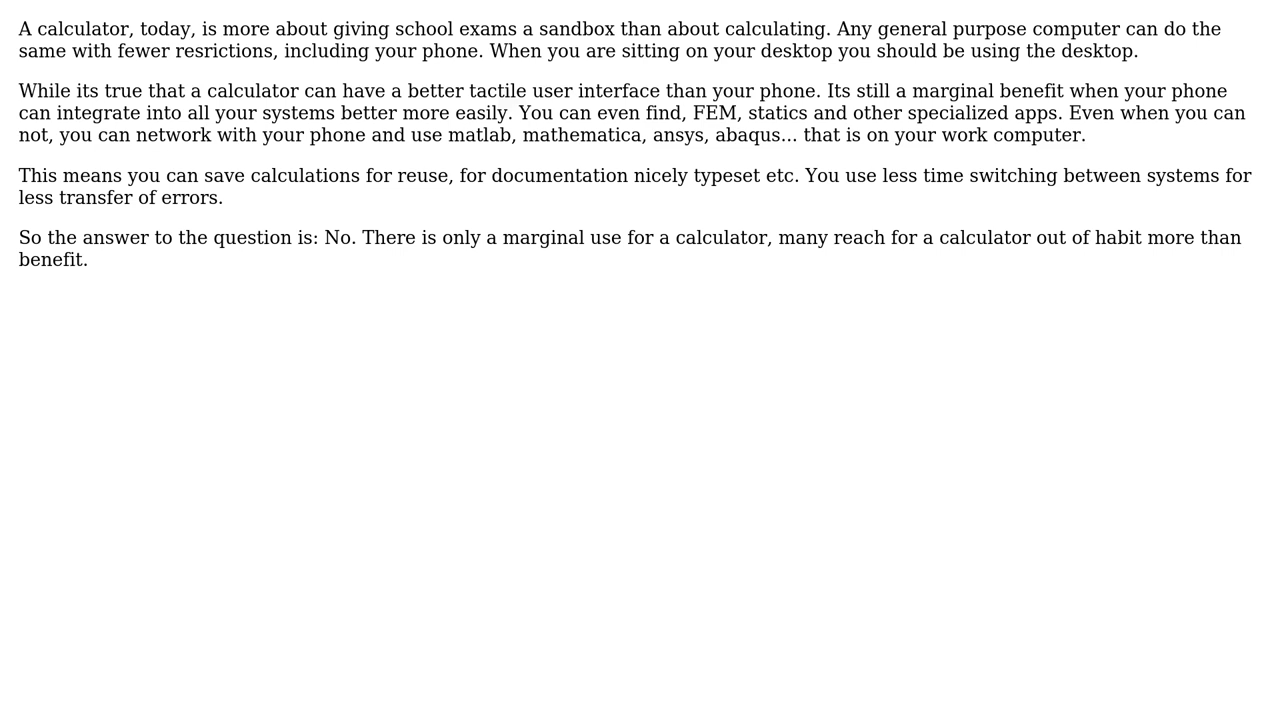 A calculator, today, is more about giving school exams a sandbox than about calculating. Any general purpose computer can do the
same with fewer resrictions, including your phone. When you are sitting on your desktop you should be using the desktop.
While its true that a calculator can have a better tactile user interface than your phone. Its still a marginal benefit when your phone
can integrate into all your systems better more easily. You can even find, FEM, statics and other specialized apps. Even when you can
not, you can network with your phone and use matlab, mathematica, ansys, abaqus... that is on your work computer.
This means you can save calculations for reuse, for documentation nicely typeset etc. You use less time switching between systems for
less transfer of errors.
So the answer to the question is: No. There is only a marginal use for a calculator, many reach for a calculator out of habit more than
benefit.